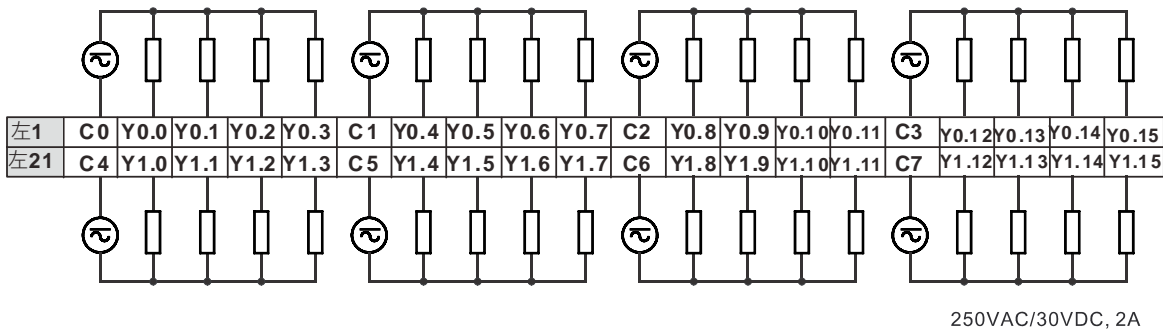 左1 C0 Y0.0 Y0.1 Y0.2 Y0.3 C1 Y0.4 Y0.5 Y0.6 Y0.7 C2 Y0.8 Y0.9 Y0.10 Y0.11 C3 Y0.12 Y0.13 Y0.14 Y0.15
左21 C4 Y1.0 Y1.1 Y1.2 Y1.3 C5 Y1.4 Y1.5 Y1.6 Y1.7 C6 Y1.8 Y1.9 Y1.10 Y1.11 C7 Y1.12 Y1.13 Y1.14 Y1.15
250VAC/30VDC, 2A